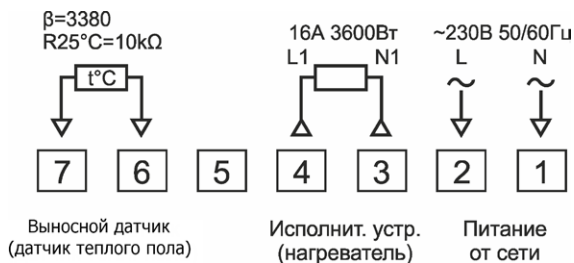 β=3380
R25°C=10kΩ
t°C
16А 3600Вт
L1 N1
~230В 50/60Гц
L N
7 6 5 4 3 2 1
Выносной датчик
(датчик теплого пола)
Исполнит. устр.
(нагреватель)
Питание
от сети